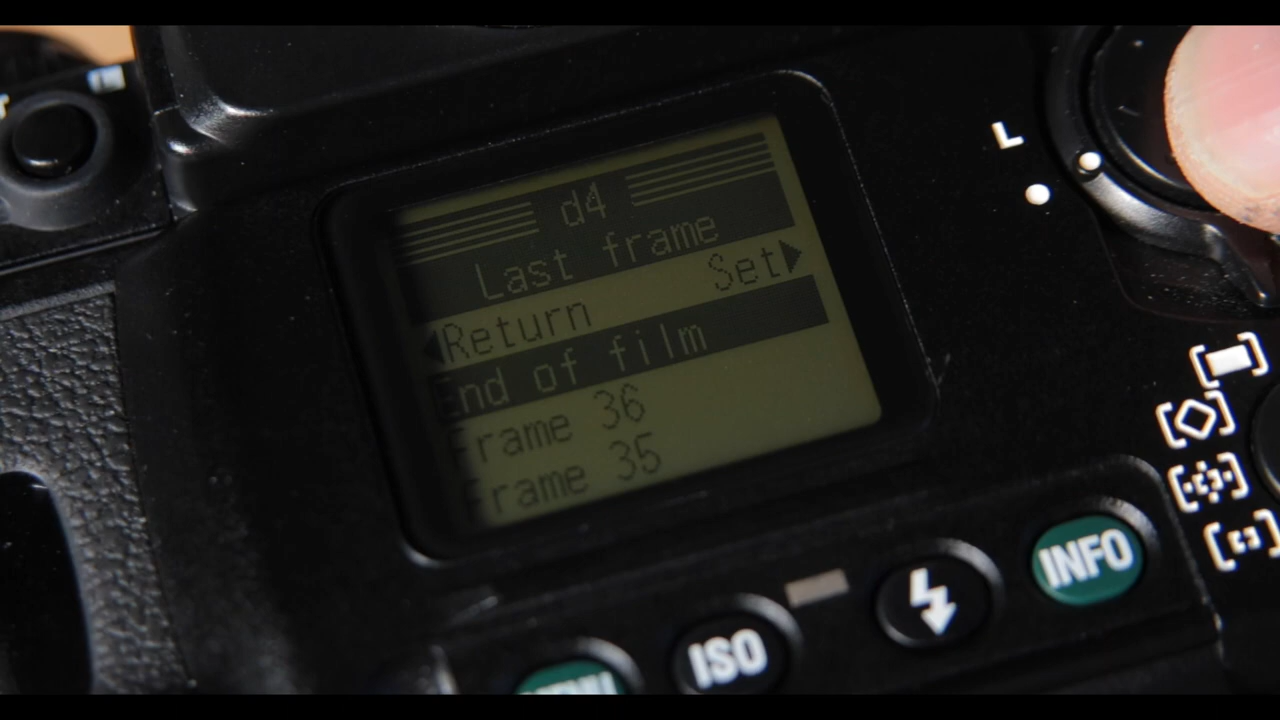 d4
Last frame
Set
Return
End of film
Frame 36
Frame 35
L
INFO
ISO